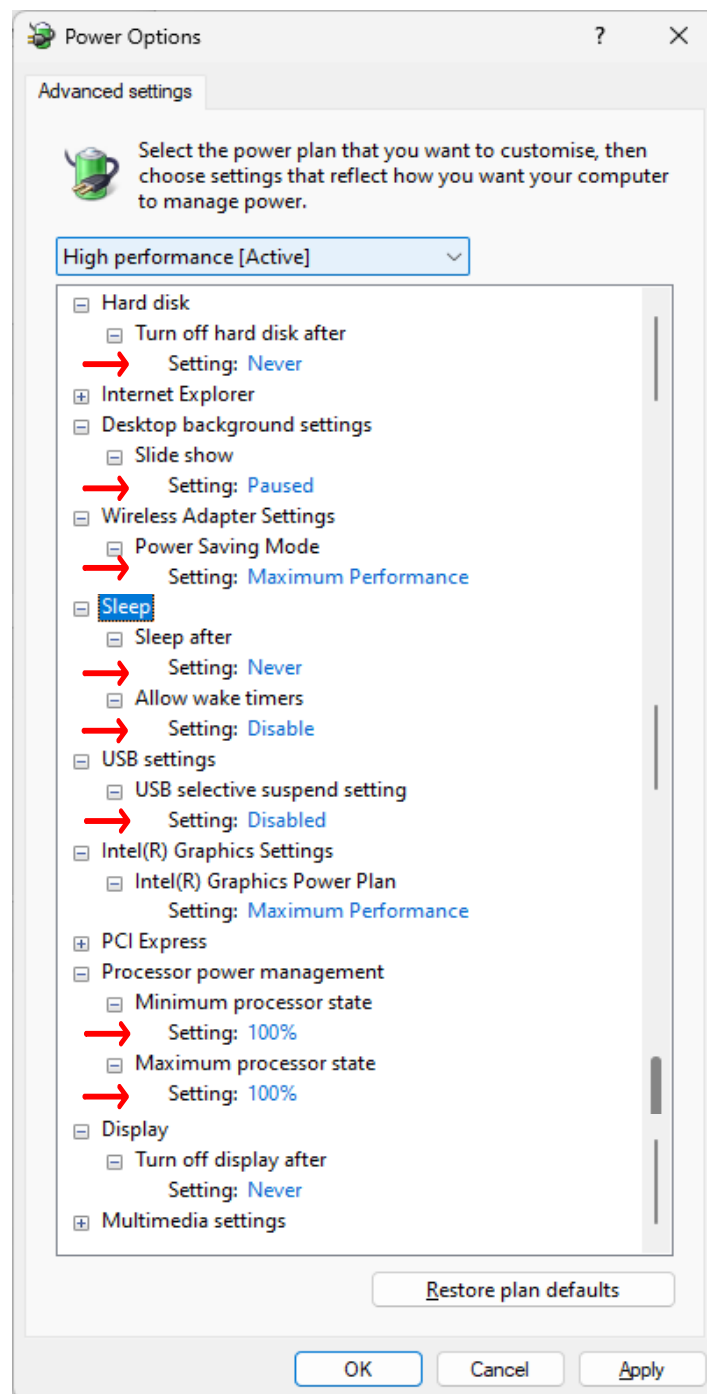 Power Options
?
Advanced settings
Select the power plan that you want to customise, then
choose settings that reflect how you want your computer
to manage power.
High performance [Active]
Hard disk
Turn off hard disk after
Setting: Never
Internet Explorer
Desktop background settings
Slide show
Setting: Paused
Wireless Adapter Settings
Power Saving Mode
Setting: Maximum Performance
Sleep
Sleep after
Setting: Never
Allow wake timers
Setting: Disable
USB settings
USB selective suspend setting
Setting: Disabled
Intel(R) Graphics Settings
Intel(R) Graphics Power Plan
Setting: Maximum Performance
PCI Express
Processor power management
Minimum processor state
Setting: 100%
Maximum processor state
Setting: 100%
Display
Turn off display after
Setting: Never
Multimedia settings
Restore plan defaults
OK Cancel Apply